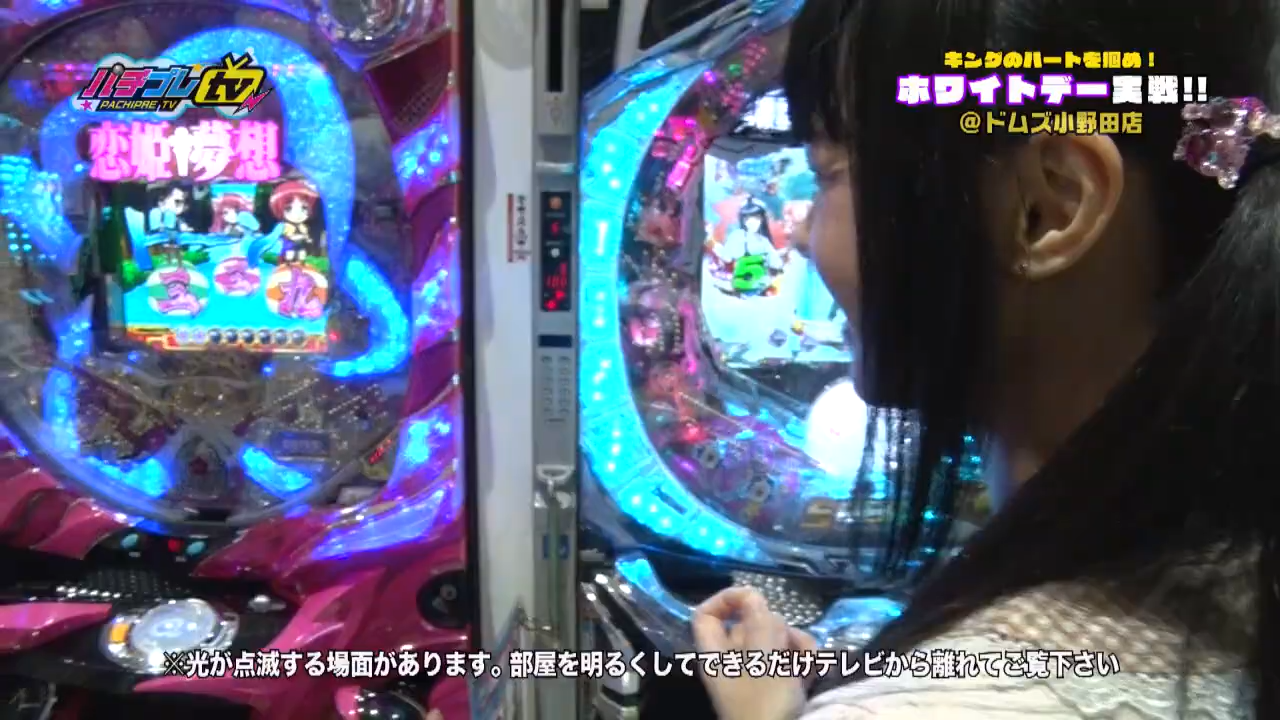 パチプレtv
PACHIPRE TV
キングのハートを掴め！
ホワイトデー実戦!!
@ドムズ小野田店
恋姫†夢想
三
三
九
5
※光が点滅する場面があります。部屋を明るくしてできるだけテレビから離れてご覧下さい